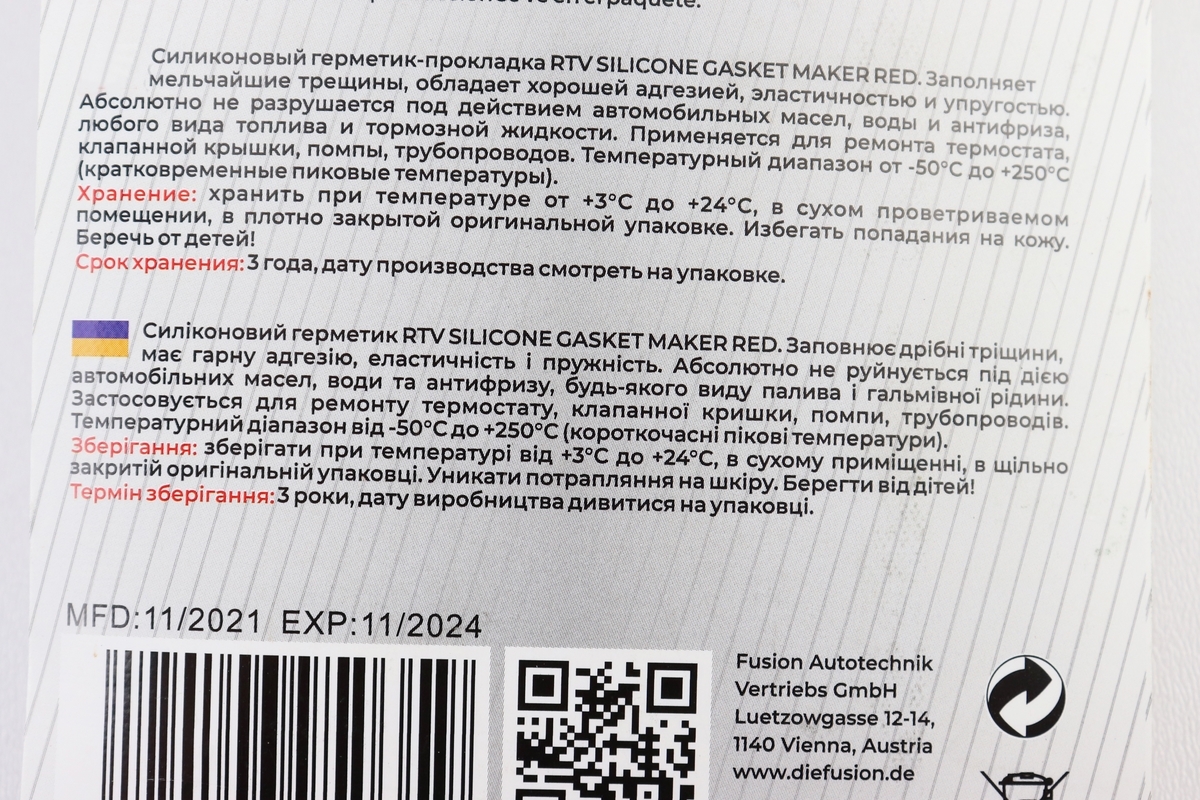 en el paquete.
Силиконовый герметик-прокладка RTV SILICONE GASKET MAKER RED. Заполняет
мельчайшие трещины, обладает хорошей адгезией, эластичностью и упругостью.
Абсолютно не разрушается под действием автомобильных масел, воды и антифриза,
любого вида топлива и тормозной жидкости. Применяется для ремонта термостата,
клапанной крышки, помпы, трубопроводов. Температурный диапазон от -50°C до +250°C
(кратковременные пиковые температуры).
Хранение: хранить при температуре от +3°C до +24°C, в сухом проветриваемом
помещении, в плотно закрытой оригинальной упаковке. Избегать попадания на кожу.
Беречь от детей!
Срок хранения: 3 года, дату производства смотреть на упаковке.
Силіконовий герметик RTV SILICONE GASKET MAKER RED. Заповнює дрібні тріщини,
має гарну адгезію, еластичність і пружність. Абсолютно не руйнується під дією
автомобільних масел, води та антифризу, будь-якого виду палива і гальмівної рідини.
Застосовується для ремонту термостату, клапанної кришки, помпи, трубопроводів.
Температурний діапазон від -50°C до +250°C (короткочасні пікові температури).
Зберігання: зберігати при температурі від +3°C до +24°C, в сухому приміщенні, в щільно
закритій оригінальній упаковці. Уникати потрапляння на шкіру. Берегти від дітей!
Термін зберігання: 3 роки, дату виробництва дивитися на упаковці.
MFD:11/2021 EXP:11/2024
Fusion Autotechnik
Vertriebs GmbH
Luetzowgasse 12-14,
1140 Vienna, Austria
www.diefusion.de